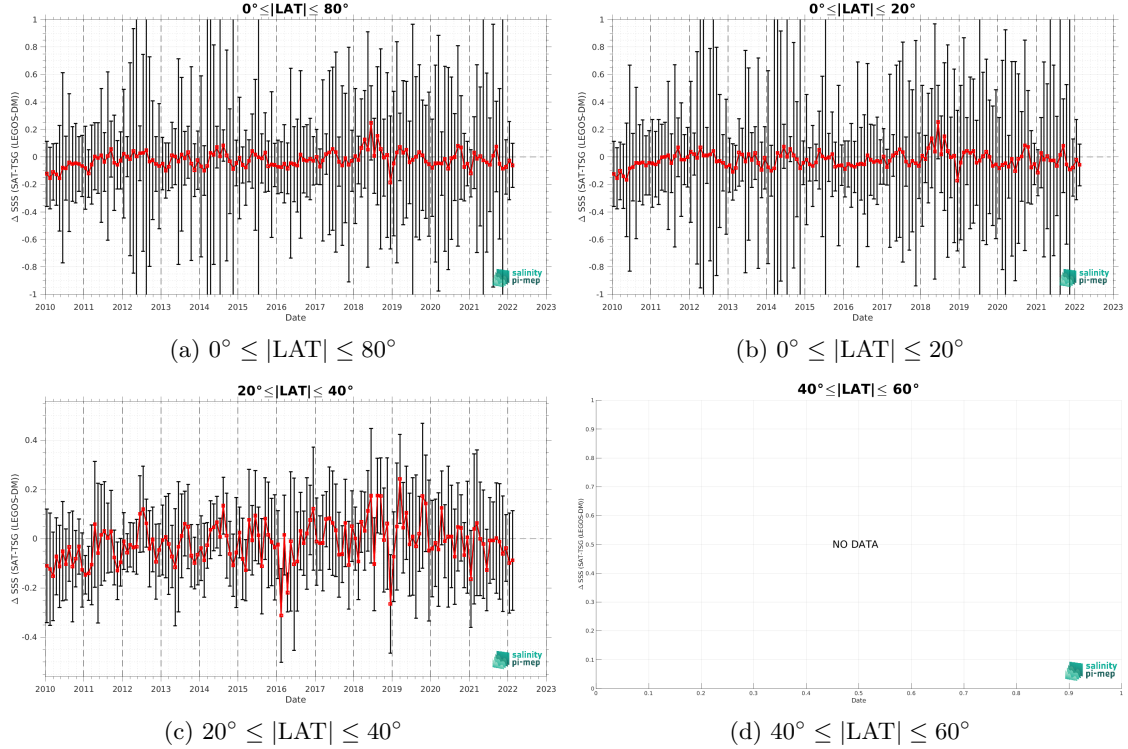 0°≤|LAT|≤ 80°
Δ SSS (SAT-TSG (LEGOS-DM))
1
0.8
0.6
0.4
0.2
0
-0.2
-0.4
-0.6
-0.8
-1
2010 2011 2012 2013 2014 2015 2016 2017 2018 2019 2020 2021 2022 2023
Date
salinity
pi-mep
(a) 0° ≤ |LAT| ≤ 80°
0°≤|LAT|≤ 20°
Δ SSS (SAT-TSG (LEGOS-DM))
1
0.8
0.6
0.4
0.2
0
-0.2
-0.4
-0.6
-0.8
-1
2010 2011 2012 2013 2014 2015 2016 2017 2018 2019 2020 2021 2022 2023
Date
salinity
pi-mep
(b) 0° ≤ |LAT| ≤ 20°
20°≤|LAT|≤ 40°
Δ SSS (SAT-TSG (LEGOS-DM))
0.4
0.2
0
-0.2
-0.4
2010 2011 2012 2013 2014 2015 2016 2017 2018 2019 2020 2021 2022 2023
Date
salinity
pi-mep
(c) 20° ≤ |LAT| ≤ 40°
40°≤|LAT|≤ 60°
Δ SSS (SAT-TSG (LEGOS-DM))
1
0.9
0.8
0.7
0.6
0.5
0.4
0.3
0.2
0.1
0
NO DATA
0 0.1 0.2 0.3 0.4 0.5 0.6 0.7 0.8 0.9 1
Date
salinity
pi-mep
(d) 40° ≤ |LAT| ≤ 60°